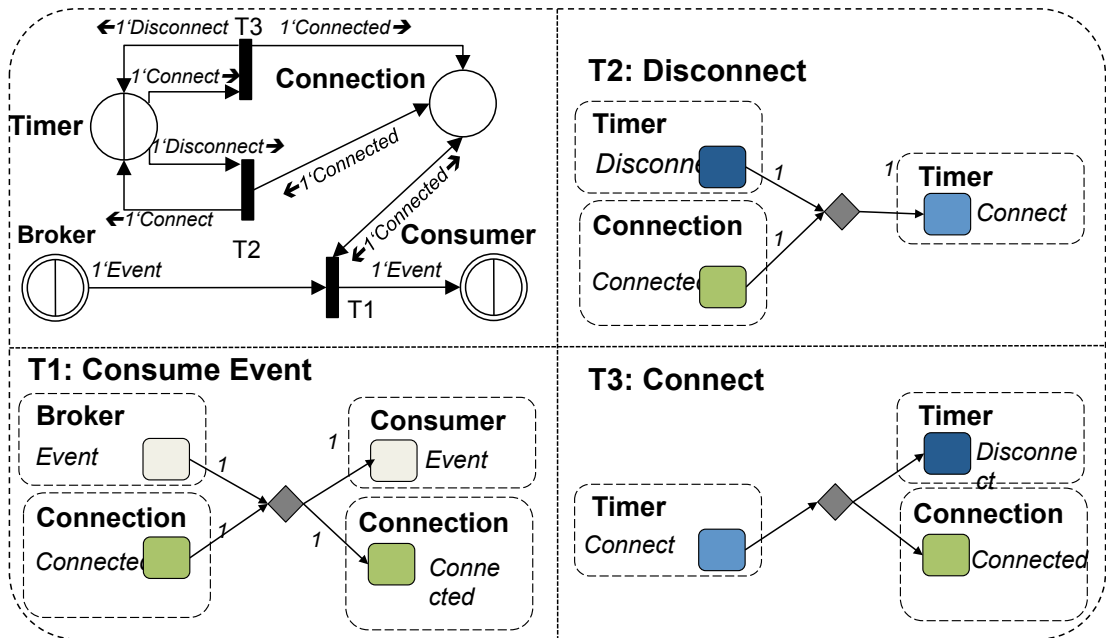 🡨1‘Disconnect T3 1‘Connected🡪
1‘Connect🡪
Connection
Timer
1‘Disconnect🡪
🡨1‘Connected
🡨1‘Connected🡪
🡨1‘Connect
T2
Broker
Consumer
1‘Event
1‘Event
T1
T2: Disconnect
Timer
Disconne
1
1
Timer
Connect
Connection
1
Connected
T1: Consume Event
Broker
Event
1
1
Consumer
Event
Connection
Connected
1
1
Connection
Conne
cted
T3: Connect
Timer
Disconne
ct
Timer
Connect
Connection
Connected